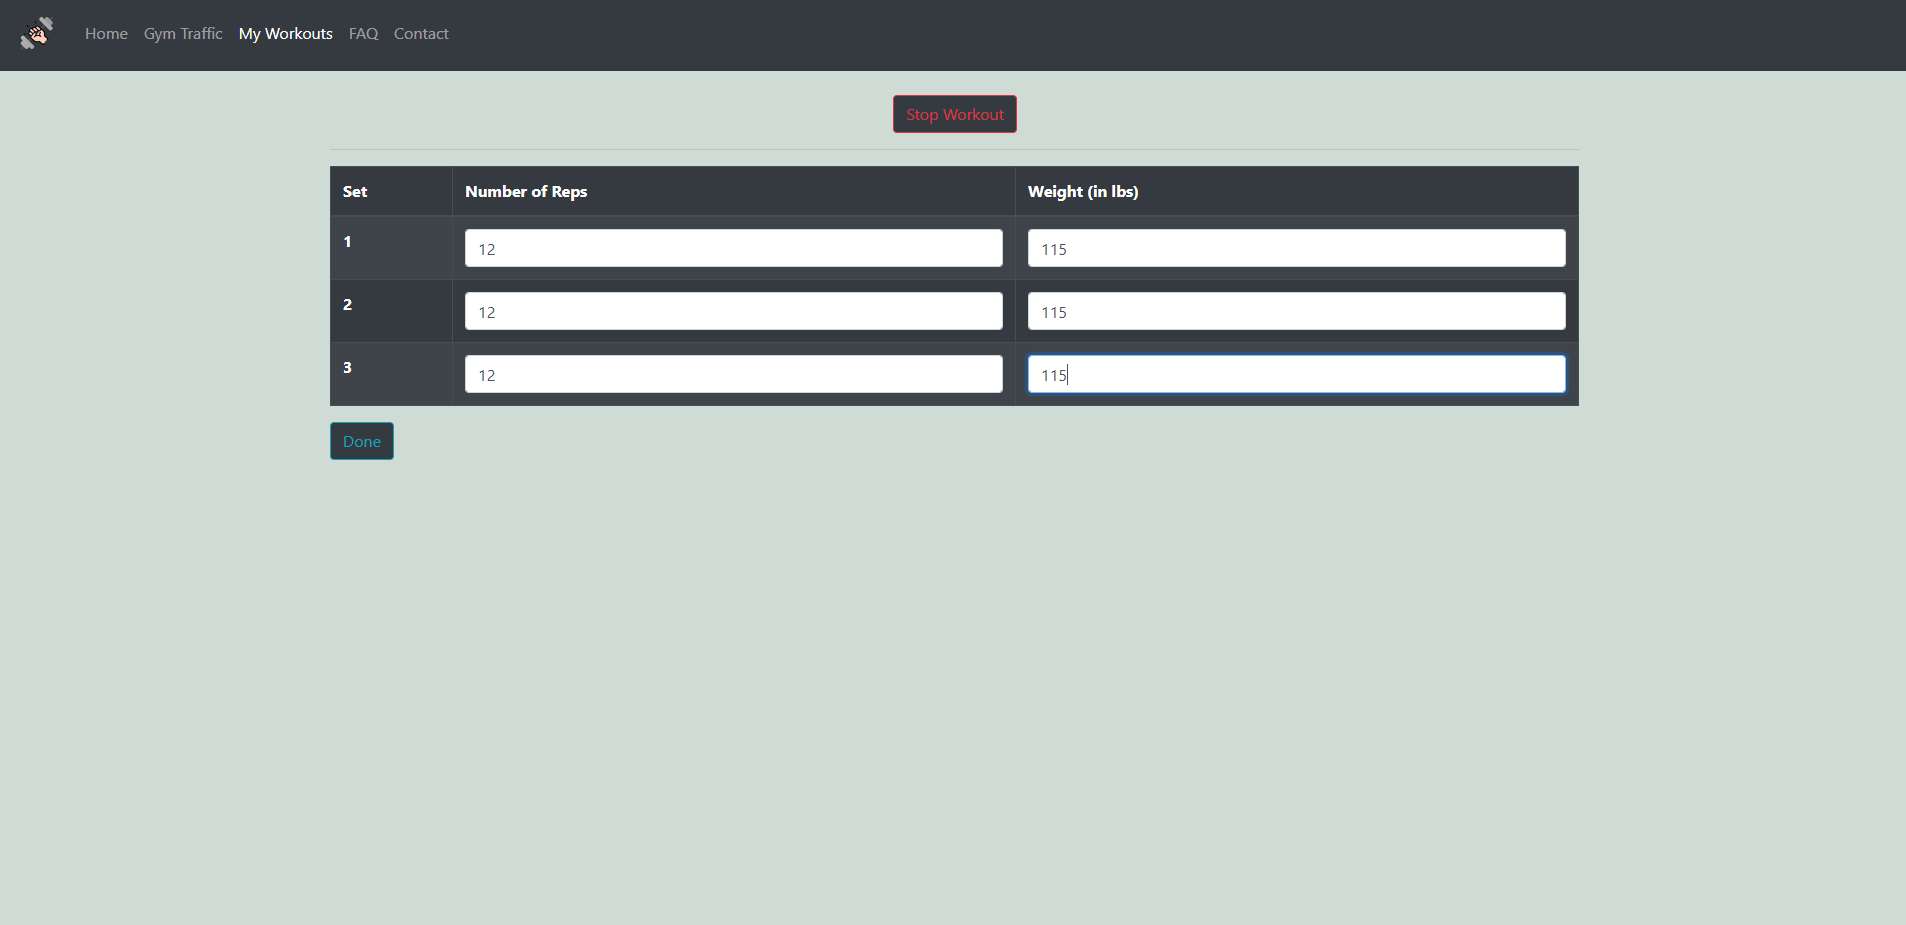 Home Gym Traffic My Workouts FAQ Contact
Stop Workout
Set Number of Reps Weight (in lbs)
1 12 115
2 12 115
3 12 115
Done